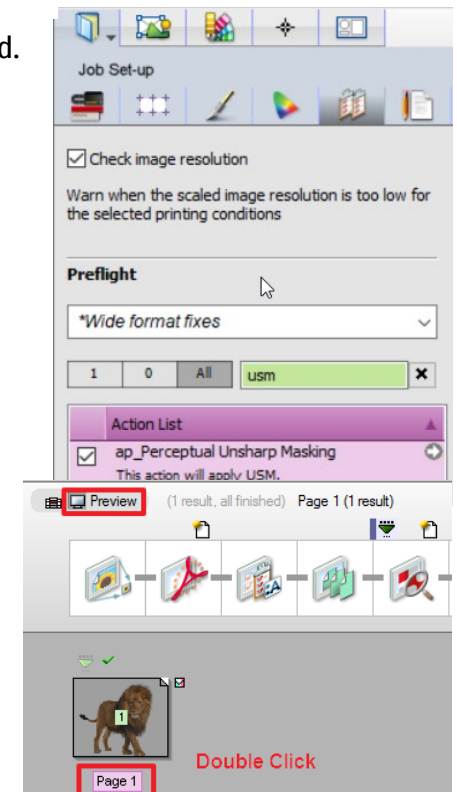 d.
Job Set-up
Check image resolution
Warn when the scaled image resolution is too low for
the selected printing conditions
Preflight
*Wide format fixes
1 0 All usm
Action List
ap_Perceptual Unsharp Masking
This action will apply USM.
Preview (1 result, all finished) Page 1 (1 result)
1
Double Click
Page 1